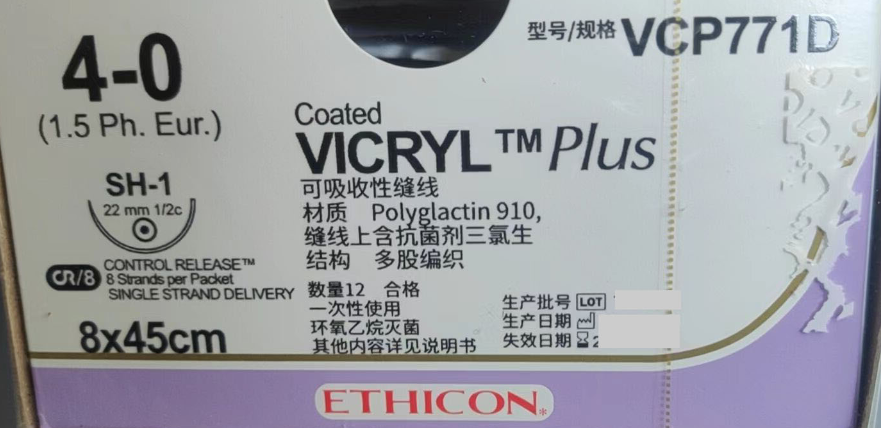 4-0
(1.5 Ph. Eur.)
型号/规格 VCP771D
Coated
VICRYL™ Plus
可吸收性缝线
材质 Polyglactin 910,
缝线上含抗菌剂三氯生
结构 多股编织
SH-1
22 mm 1/2c
CR/8 CONTROL RELEASE™
8 Strands per Packet
SINGLE STRAND DELIVERY
8x45cm
数量12 合格
一次性使用
环氧乙烷灭菌
其他内容详见说明书
生产批号 LOT
生产日期
失效日期 2
ETHICON*